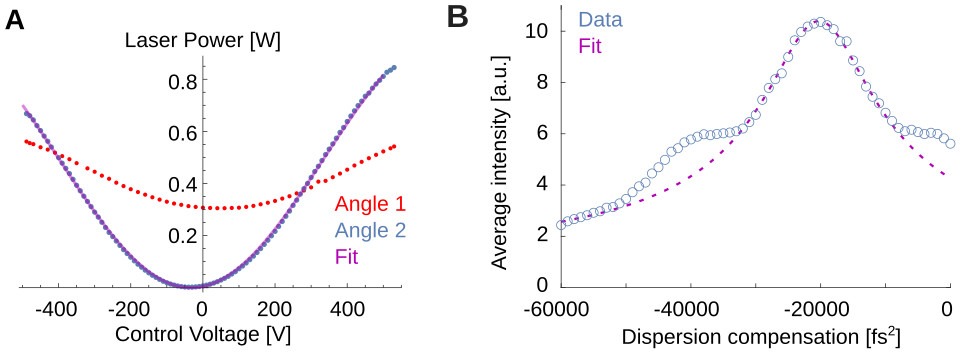 A
Laser Power [W]
0.8
0.6
0.4
0.2
Angle 1
Angle 2
Fit
-400 -200 0 200 400
Control Voltage [V]
B
Data
Fit
Average intensity [a.u.]
10
8
6
4
2
0
-60000 -40000 -20000 0
Dispersion compensation [fs²]